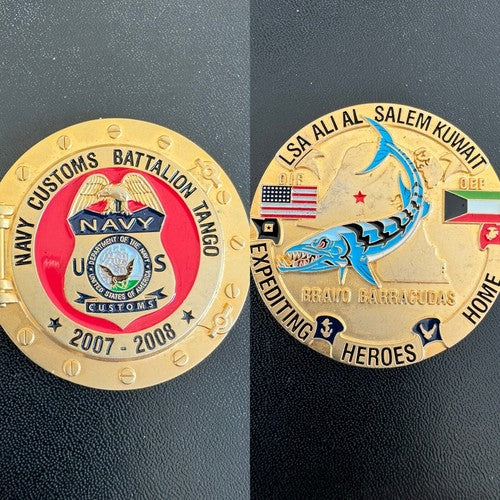 NAVY CUSTOMS BATTALION TANGO
NAVY
U S
DEPARTMENT OF THE NAVY
UNITED STATES OF AMERICA
CUSTOMS
2007 - 2008
LSA ALI AL SALEM KUWAIT
OIF
OEF
BRAVO BARRACUDAS
EXPEDITING HEROES HOME